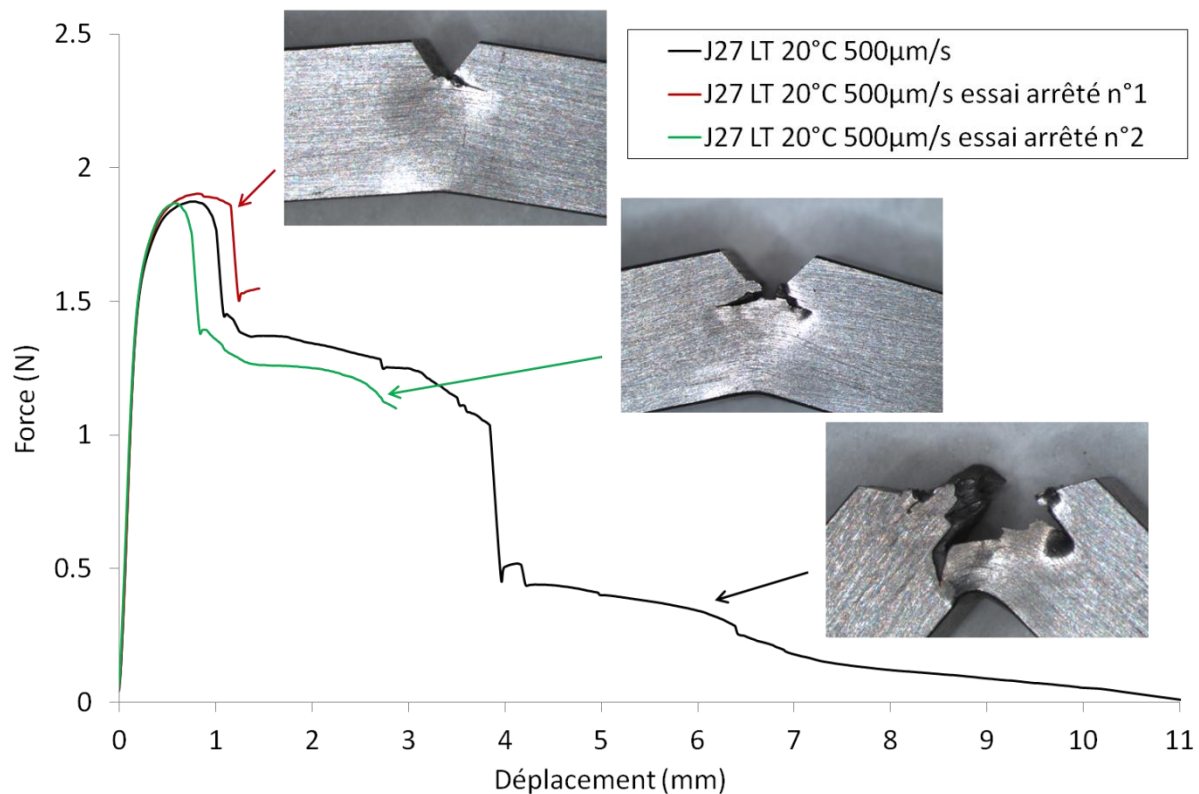 2.5
2
1.5
1
0.5
0
Force (N)
J27 LT 20°C 500µm/s
J27 LT 20°C 500µm/s essai arrêté n°1
J27 LT 20°C 500µm/s essai arrêté n°2
0 1 2 3 4 5 6 7 8 9 10 11
Déplacement (mm)